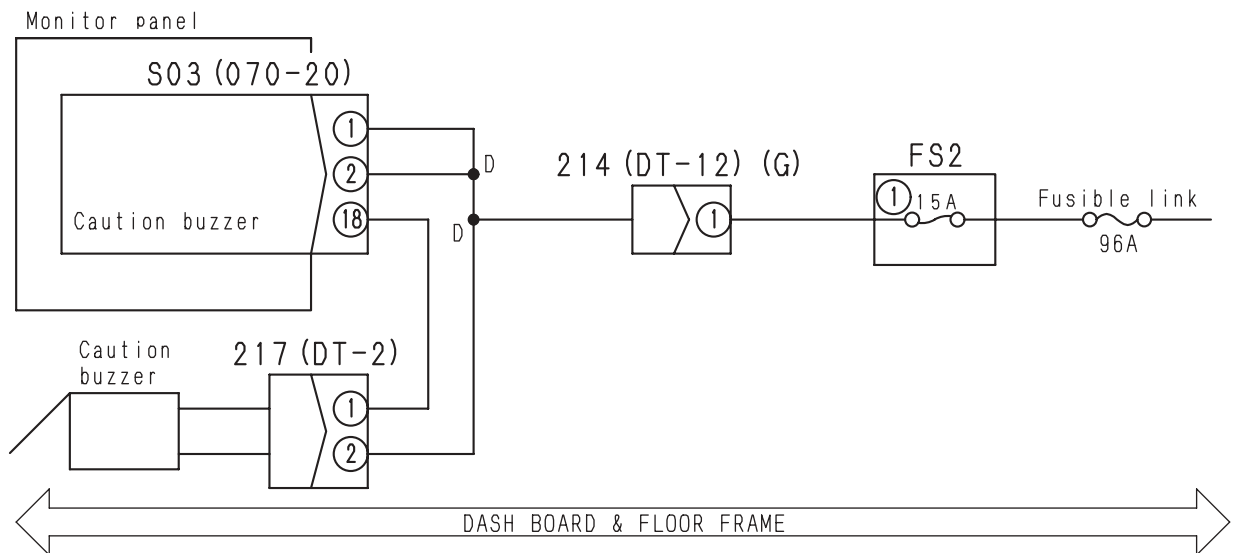 Monitor panel
S03 (070-20)
1
2
18
Caution buzzer
D
D
214 (DT-12) (G)
1
FS2
1
15A
Fusible link
96A
Caution
buzzer
217 (DT-2)
1
2
DASH BOARD & FLOOR FRAME